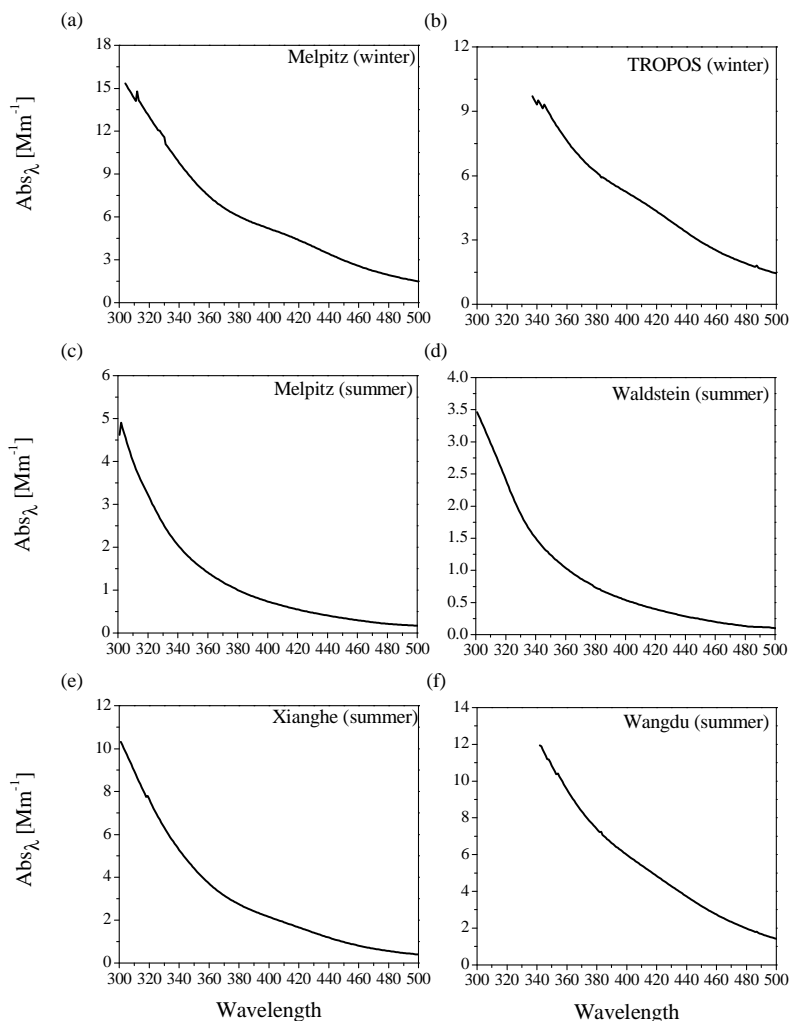 (a)
Melpitz (winter)
Abs_λ [Mm⁻¹]
18
15
12
9
6
3
0
300 320 340 360 380 400 420 440 460 480 500
(b)
TROPOS (winter)
12
9
6
3
0
300 320 340 360 380 400 420 440 460 480 500
(c)
Melpitz (summer)
Abs_λ [Mm⁻¹]
6
5
4
3
2
1
0
300 320 340 360 380 400 420 440 460 480 500
(d)
Waldstein (summer)
4.0
3.5
3.0
2.5
2.0
1.5
1.0
0.5
0.0
300 320 340 360 380 400 420 440 460 480 500
(e)
Xianghe (summer)
Abs_λ [Mm⁻¹]
12
10
8
6
4
2
0
300 320 340 360 380 400 420 440 460 480 500
Wavelength
(f)
Wangdu (summer)
14
12
10
8
6
4
2
0
300 320 340 360 380 400 420 440 460 480 500
Wavelength